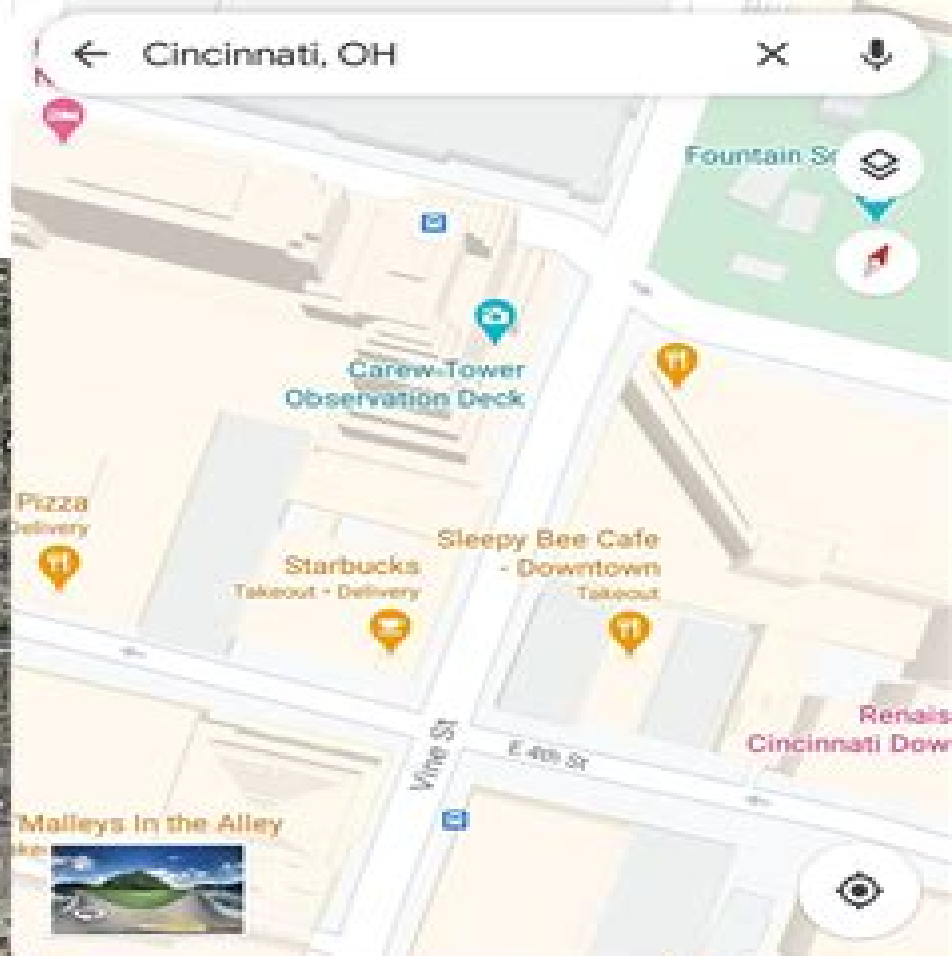 Cincinnati, OH
Fountain
Carew Tower
Observation Deck
Pizza
Delivery
Sleepy Bee Cafe
- Downtown
Takeout
Starbucks
Takeout • Delivery
Renais
Cincinnati Dow
Vine St
E 4th St
'Malleys In the Alley